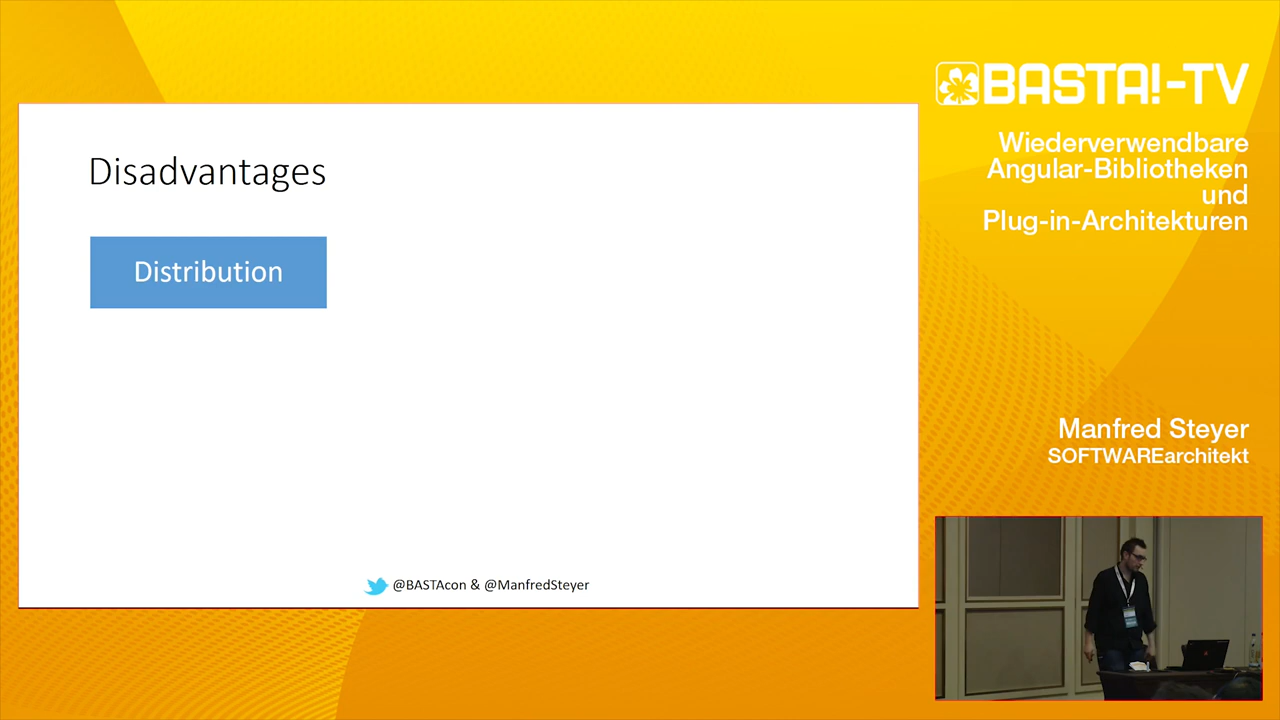 Disadvantages
Distribution
@BASTAcon & @ManfredSteyer
BASTA!-TV
Wiederverwendbare
Angular-Bibliotheken
und
Plug-in-Architekturen
Manfred Steyer
SOFTWAREarchitekt